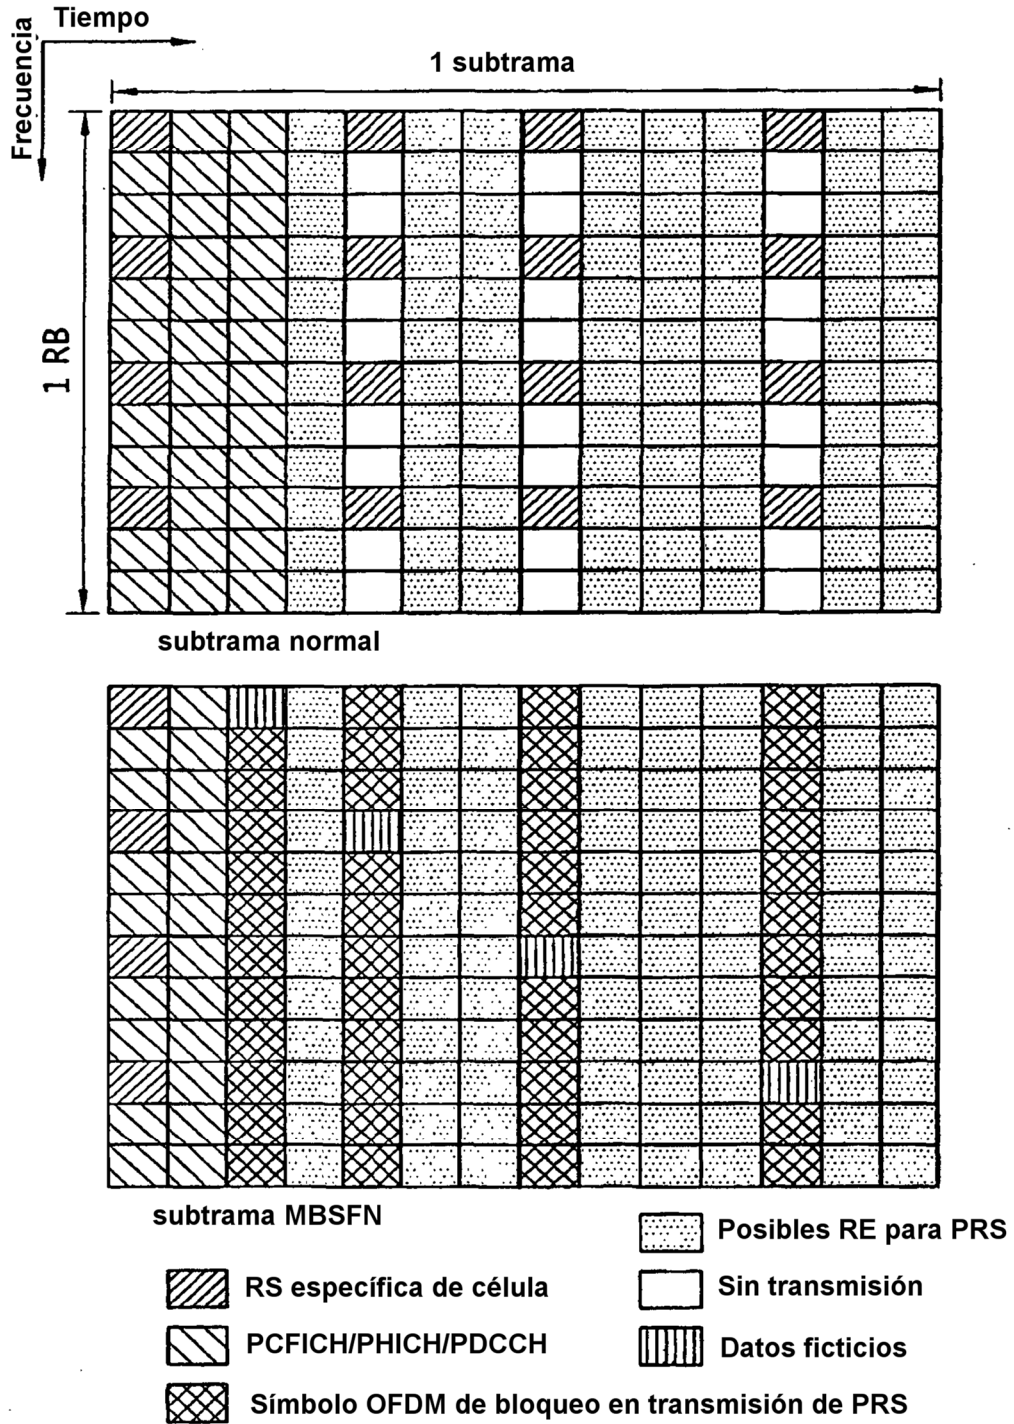 Tiempo
Frecuencia
1 subtrama
1 RB
subtrama normal
subtrama MBSFN
Posibles RE para PRS
RS específica de célula
Sin transmisión
PCFICH/PHICH/PDCCH
Datos ficticios
Símbolo OFDM de bloqueo en transmisión de PRS